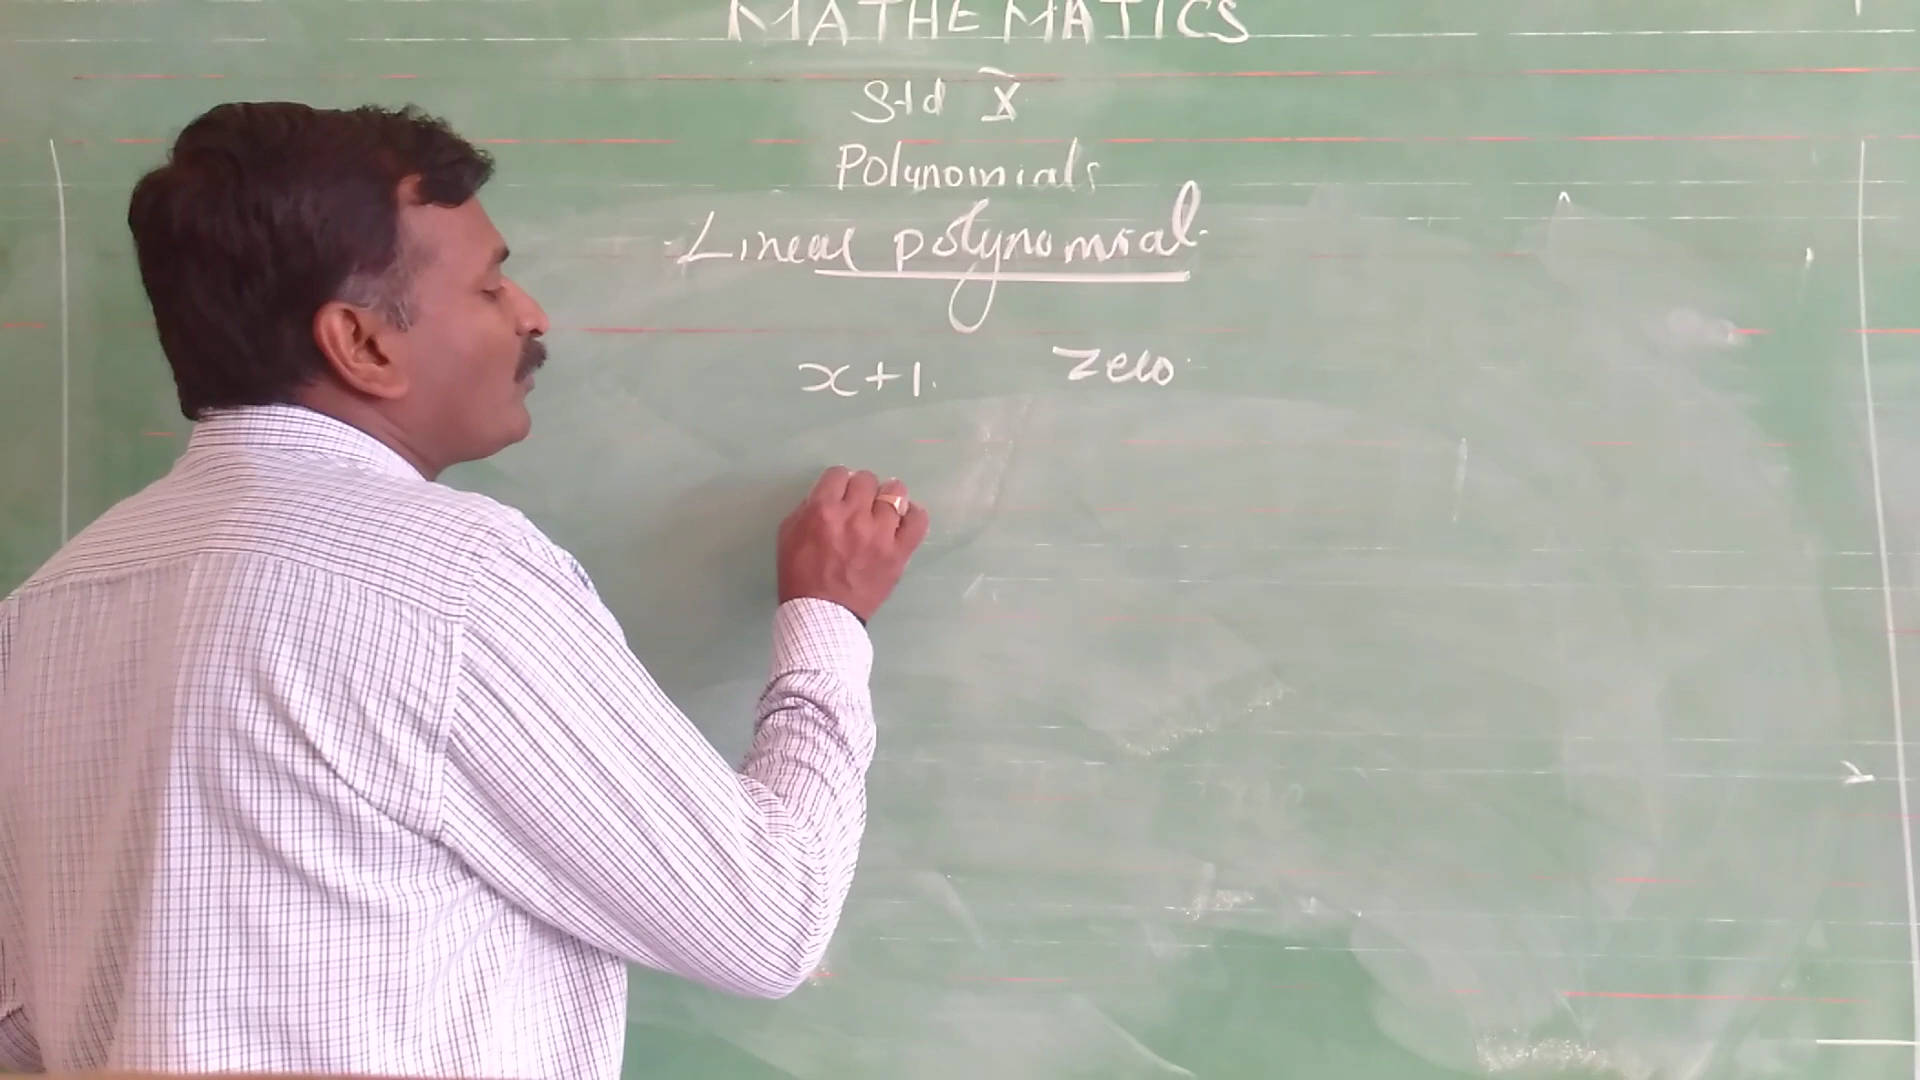 MATHEMATICS
Std X
Polynomials
Linear polynomial
x+1. Zero